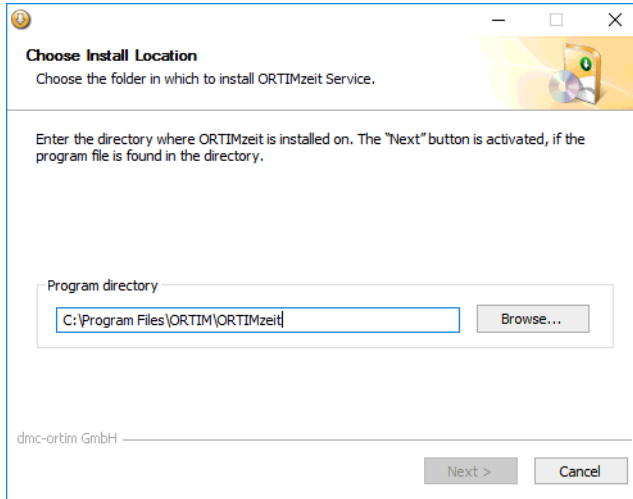 Choose Install Location
Choose the folder in which to install ORTIMzeit Service.
Enter the directory where ORTIMzeit is installed on. The "Next" button is activated, if the
program file is found in the directory.
Program directory
C:\Program Files\ORTIM\ORTIMzeit
Browse...
dmc-ortim GmbH
Next >
Cancel